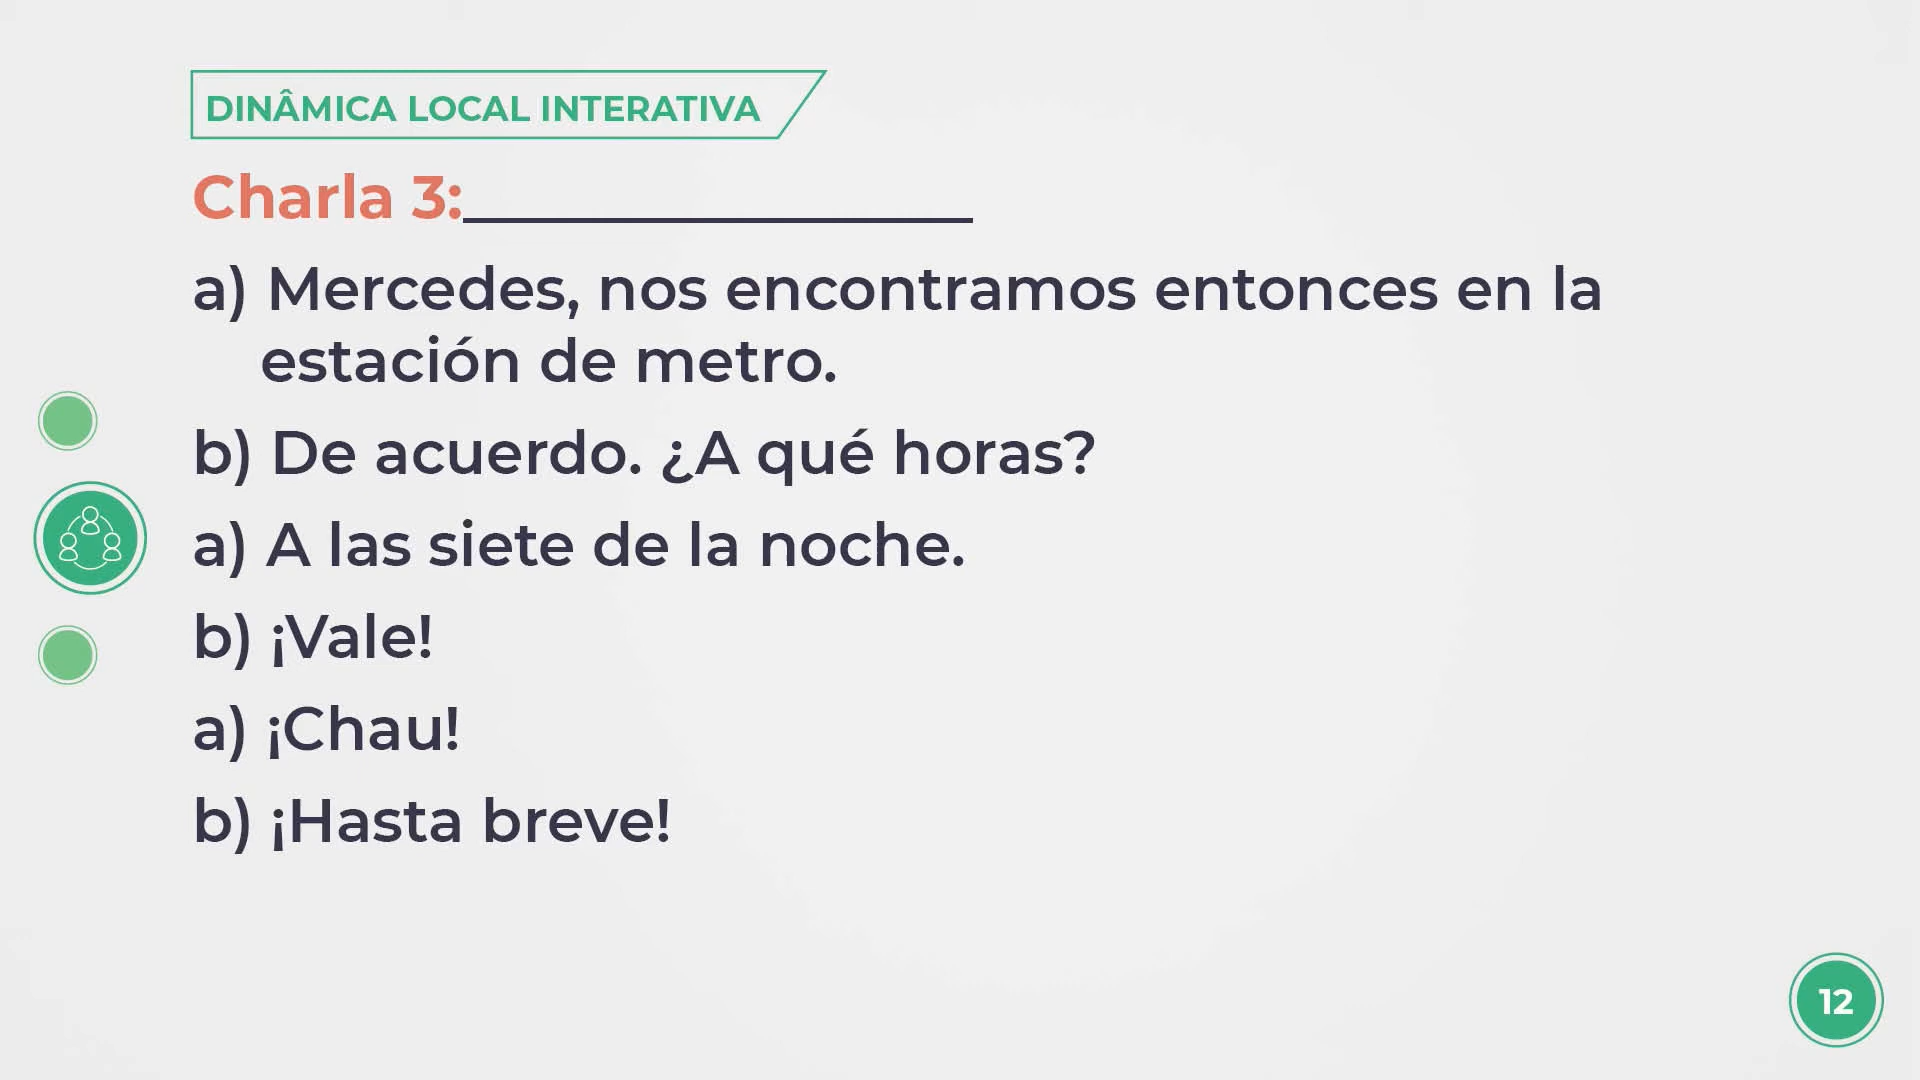 DINÂMICA LOCAL INTERATIVA
Charla 3:_______________
a) Mercedes, nos encontramos entonces en la
estación de metro.
b) De acuerdo. ¿A qué horas?
a) A las siete de la noche.
b) ¡Vale!
a) ¡Chau!
b) ¡Hasta breve!
12